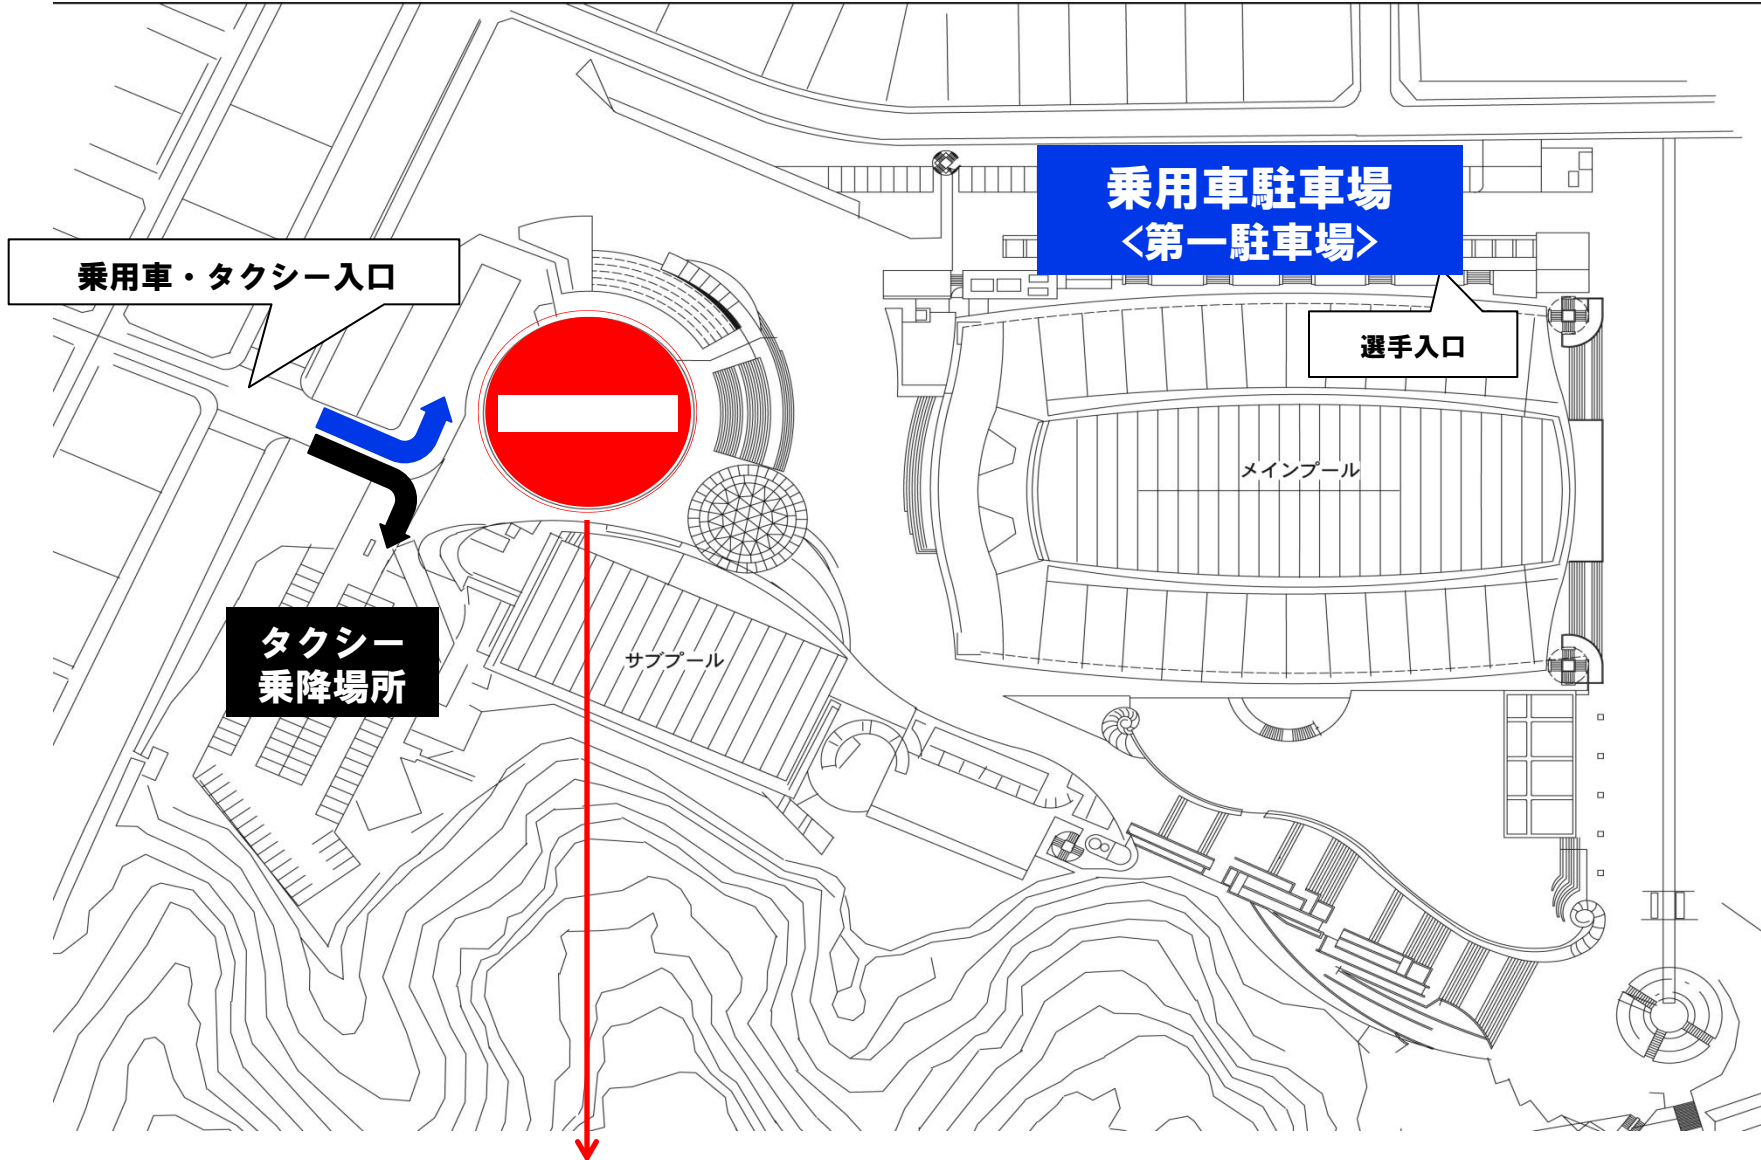 乗用車駐車場
<第一駐車場>
乗用車・タクシー入口
選手入口
メインプール
タクシー
乗降場所
サブプール